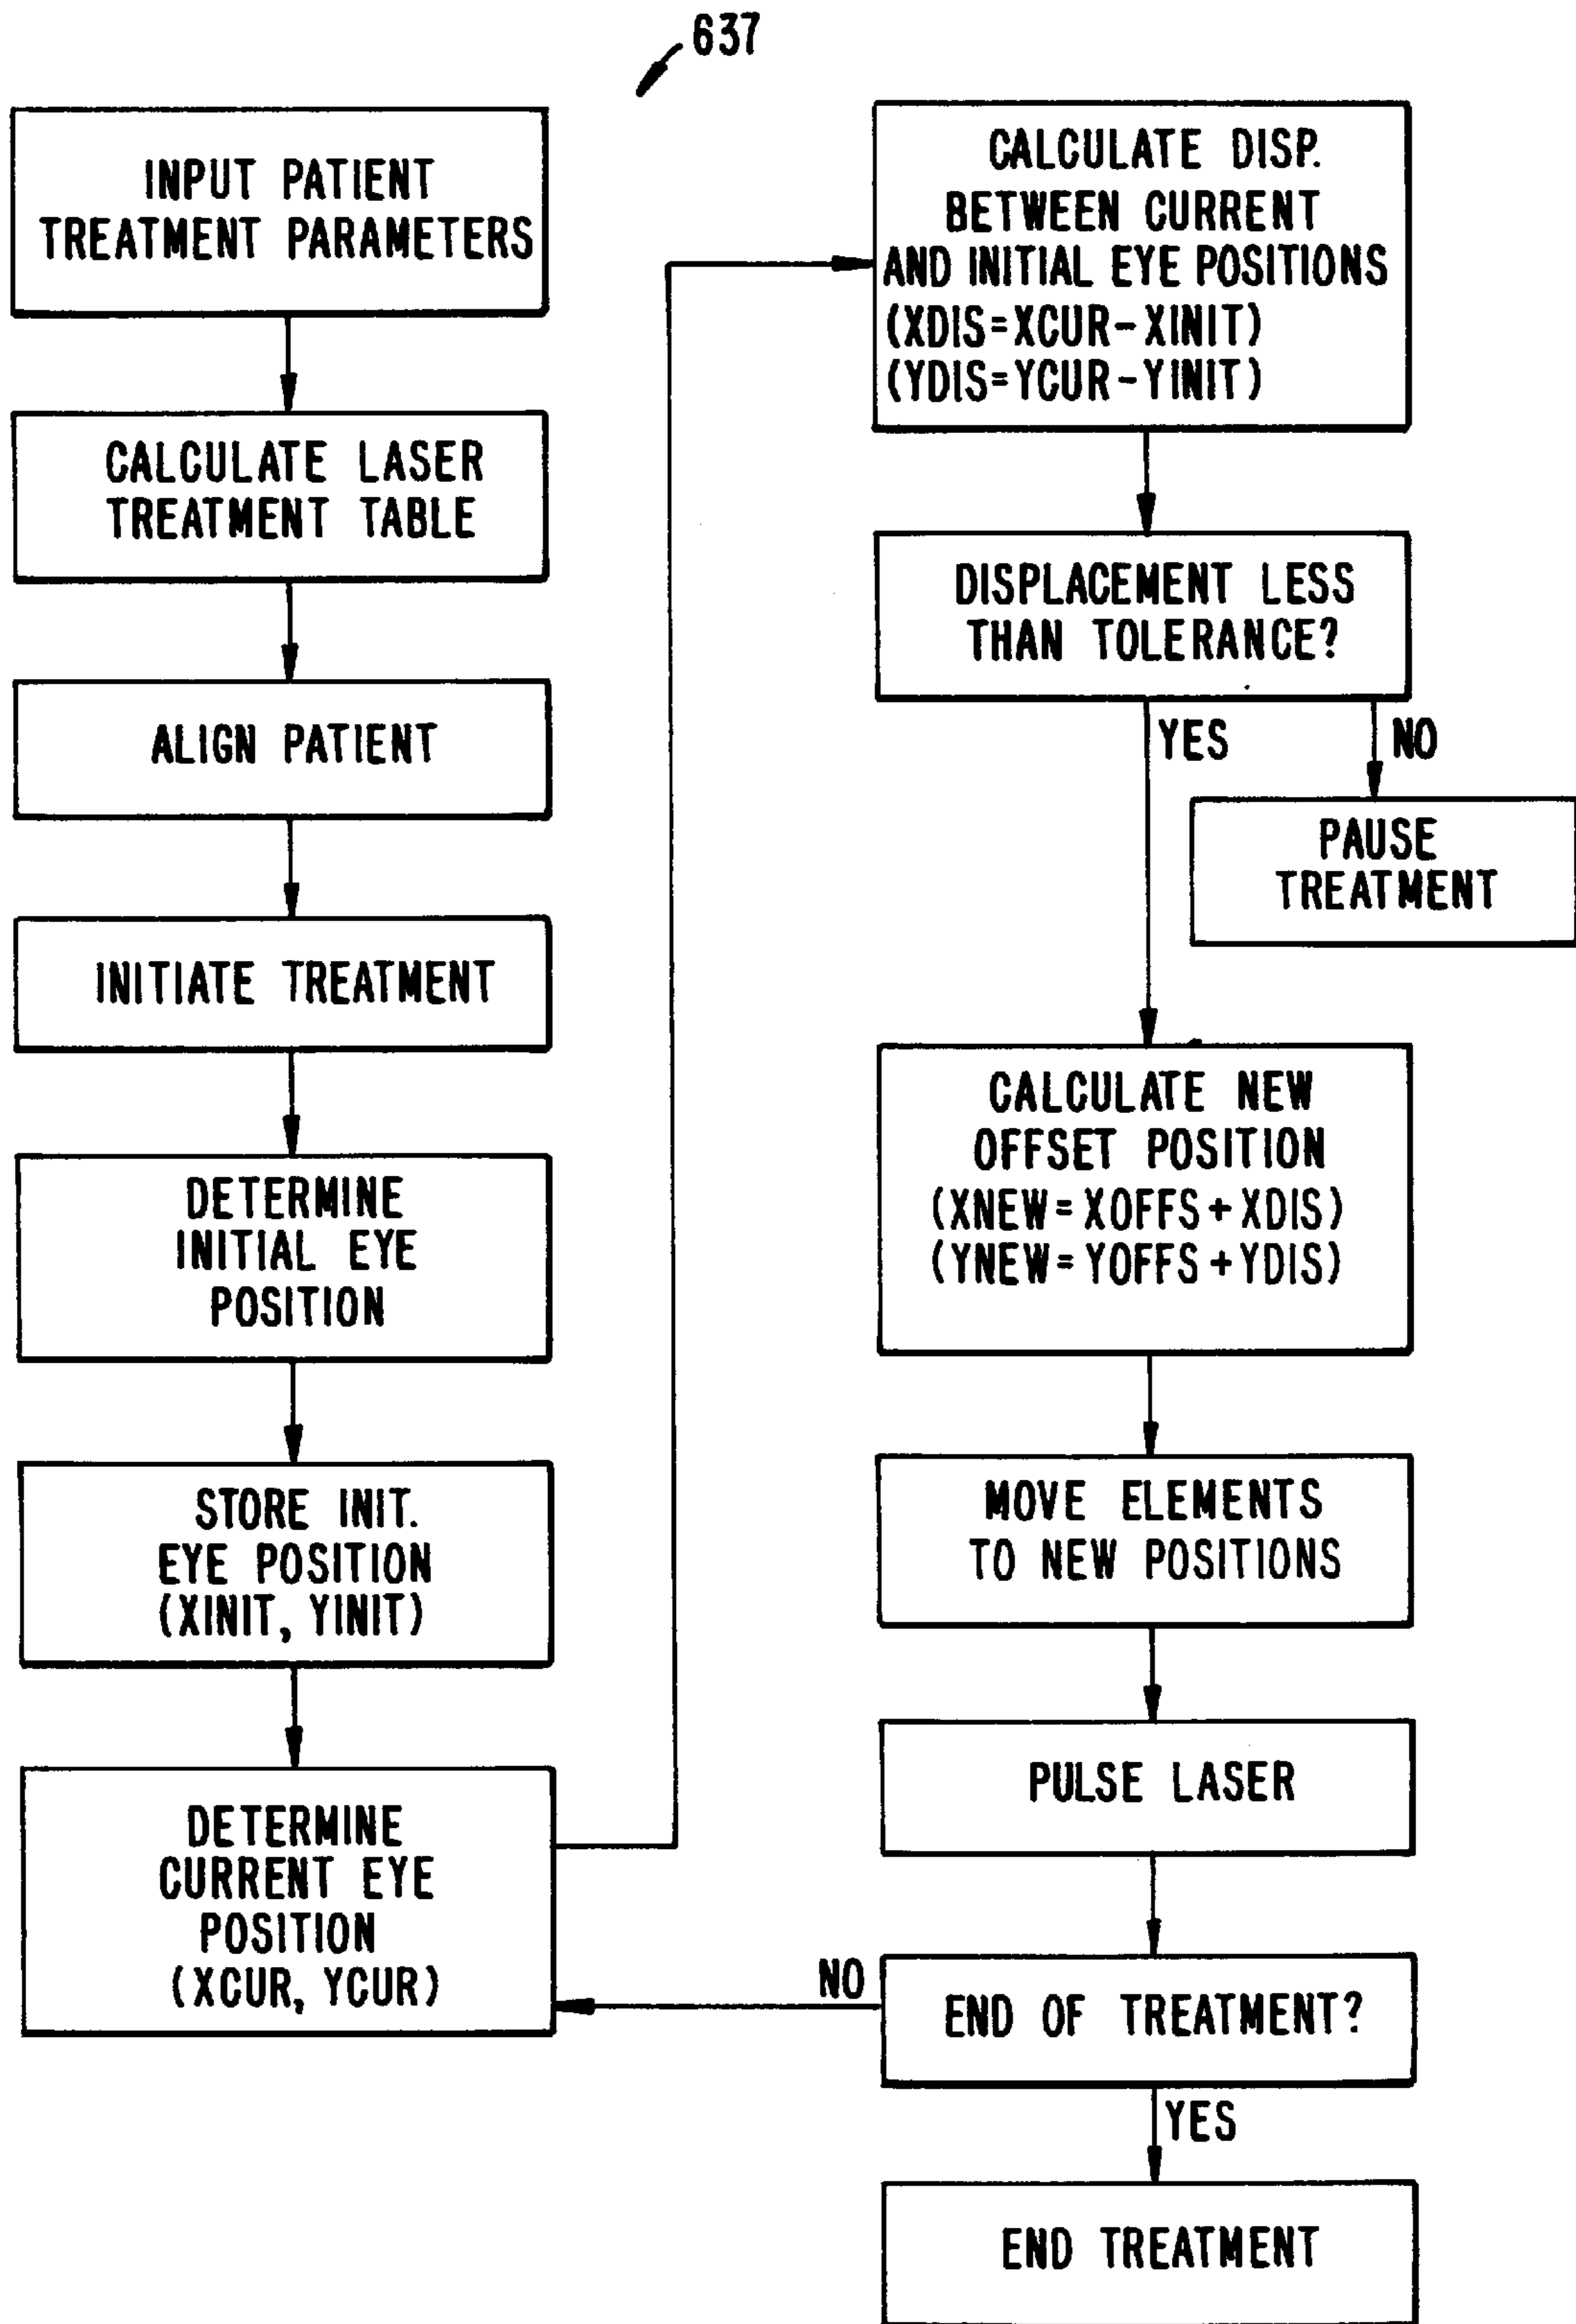 637
INPUT PATIENT
TREATMENT PARAMETERS
CALCULATE LASER
TREATMENT TABLE
ALIGN PATIENT
INITIATE TREATMENT
DETERMINE
INITIAL EYE
POSITION
STORE INIT.
EYE POSITION
(XINIT, YINIT)
DETERMINE
CURRENT EYE
POSITION
(XCUR, YCUR)
CALCULATE DISP.
BETWEEN CURRENT
AND INITIAL EYE POSITIONS
(XDIS=XCUR-XINIT)
(YDIS=YCUR-YINIT)
DISPLACEMENT LESS
THAN TOLERANCE?
YES
NO
PAUSE
TREATMENT
CALCULATE NEW
OFFSET POSITION
(XNEW=XOFFS+XDIS)
(YNEW=YOFFS+YDIS)
MOVE ELEMENTS
TO NEW POSITIONS
PULSE LASER
NO
END OF TREATMENT?
YES
END TREATMENT